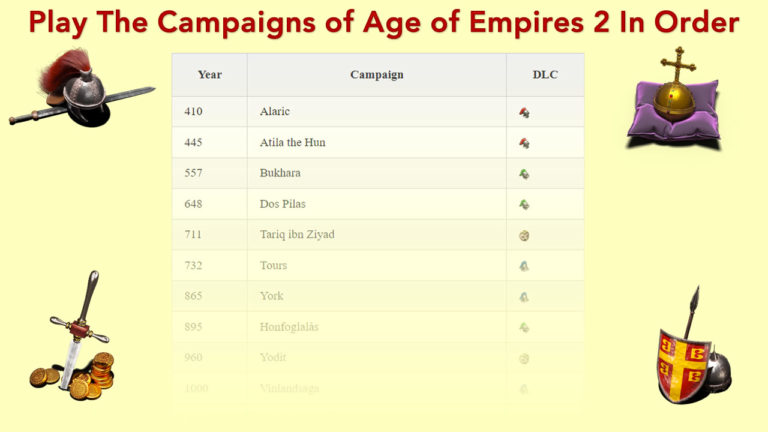 Play The Campaigns of Age of Empires 2 In Order
Year Campaign DLC
410 Alaric
445 Atila the Hun
557 Bukhara
648 Dos Pilas
711 Tariq ibn Ziyad
732 Tours
865 York
895 Honfoglalás
960 Yodit
1000 Vinlandsaga